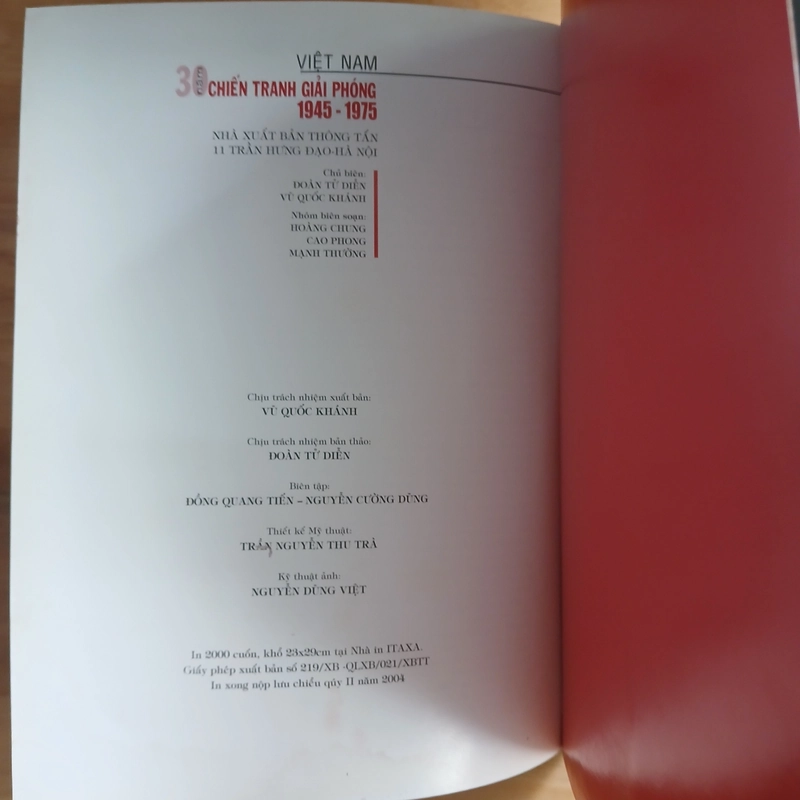 VIỆT NAM
30 NĂM CHIẾN TRANH GIẢI PHÓNG
1945 - 1975
NHÀ XUẤT BẢN THÔNG TẤN
11 TRẦN HƯNG ĐẠO-HÀ NỘI
Chủ biên:
ĐOÀN TỬ DIỄN
VŨ QUỐC KHÁNH
Nhóm biên soạn:
HOÀNG CHUNG
CAO PHONG
MẠNH THƯỜNG
Chịu trách nhiệm xuất bản:
VŨ QUỐC KHÁNH
Chịu trách nhiệm bản thảo:
ĐOÀN TỬ DIỄN
Biên tập:
ĐỒNG QUANG TIẾN – NGUYỄN CƯỜNG DŨNG
Thiết kế Mỹ thuật:
TRẦN NGUYỄN THƯ TRÀ
Kỹ thuật ảnh:
NGUYỄN DŨNG VIỆT
In 2000 cuốn, khổ 23x29cm tại Nhà in ITAXA.
Giấy phép xuất bản số 219/XB -QLXB/021/XBTT
In xong nộp lưu chiểu qúy II năm 2004